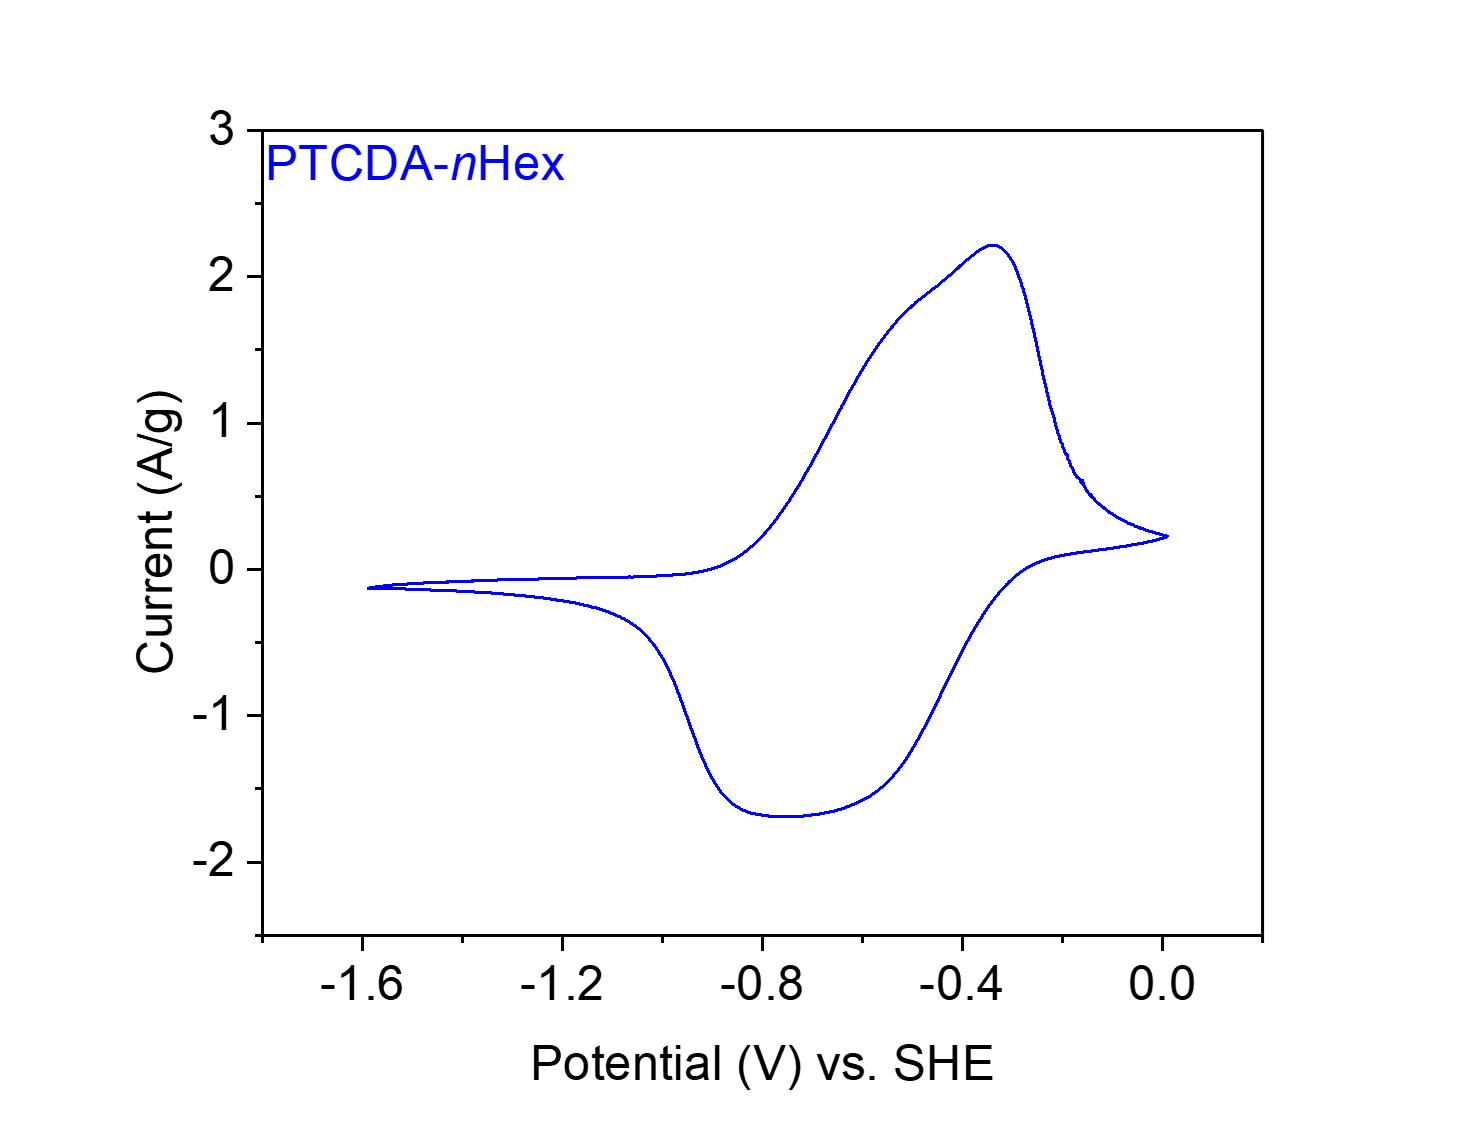 PTCDA-nHex
3
2
1
0
-1
-2
Current (A/g)
-1.6 -1.2 -0.8 -0.4 0.0
Potential (V) vs. SHE